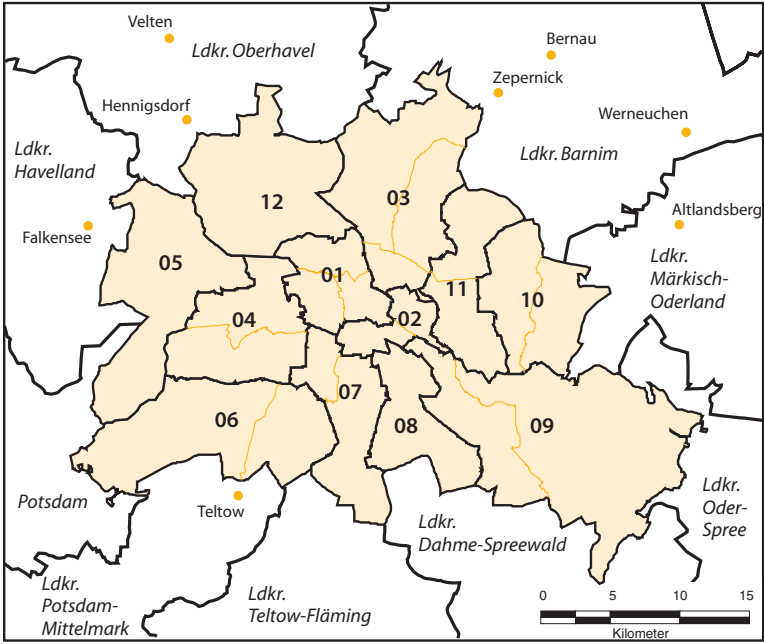 Velten
Ldkr. Oberhavel
Bernau
Zepernick
Hennigsdorf
Werneuchen
Ldkr.
Havelland
Ldkr. Barnim
12
03
Altlandsberg
Falkensee
05
01
Ldkr.
Märkisch-
Oderland
11
10
04
02
07
06
08
09
Potsdam
Teltow
Ldkr.
Oder-
Spree
Ldkr.
Dahme-Spreewald
Ldkr.
Potsdam-
Mittelmark
Ldkr.
Teltow-Fläming
0 5 10 15
Kilometer